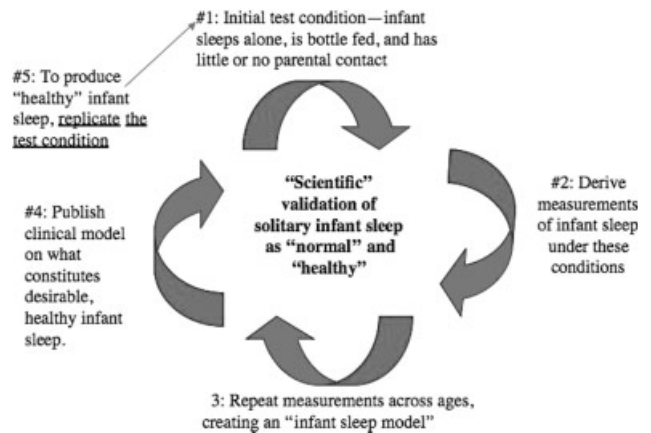 #1: Initial test condition—infant
sleeps alone, is bottle fed, and has
little or no parental contact
#5: To produce
“healthy” infant
sleep, replicate the
test condition
“Scientific”
validation of
solitary infant sleep
as “normal” and
“healthy”
#2: Derive
measurements
of infant sleep
under these
conditions
#4: Publish
clinical model
on what
constitutes
desirable,
healthy infant
sleep.
3: Repeat measurements across ages,
creating an “infant sleep model”